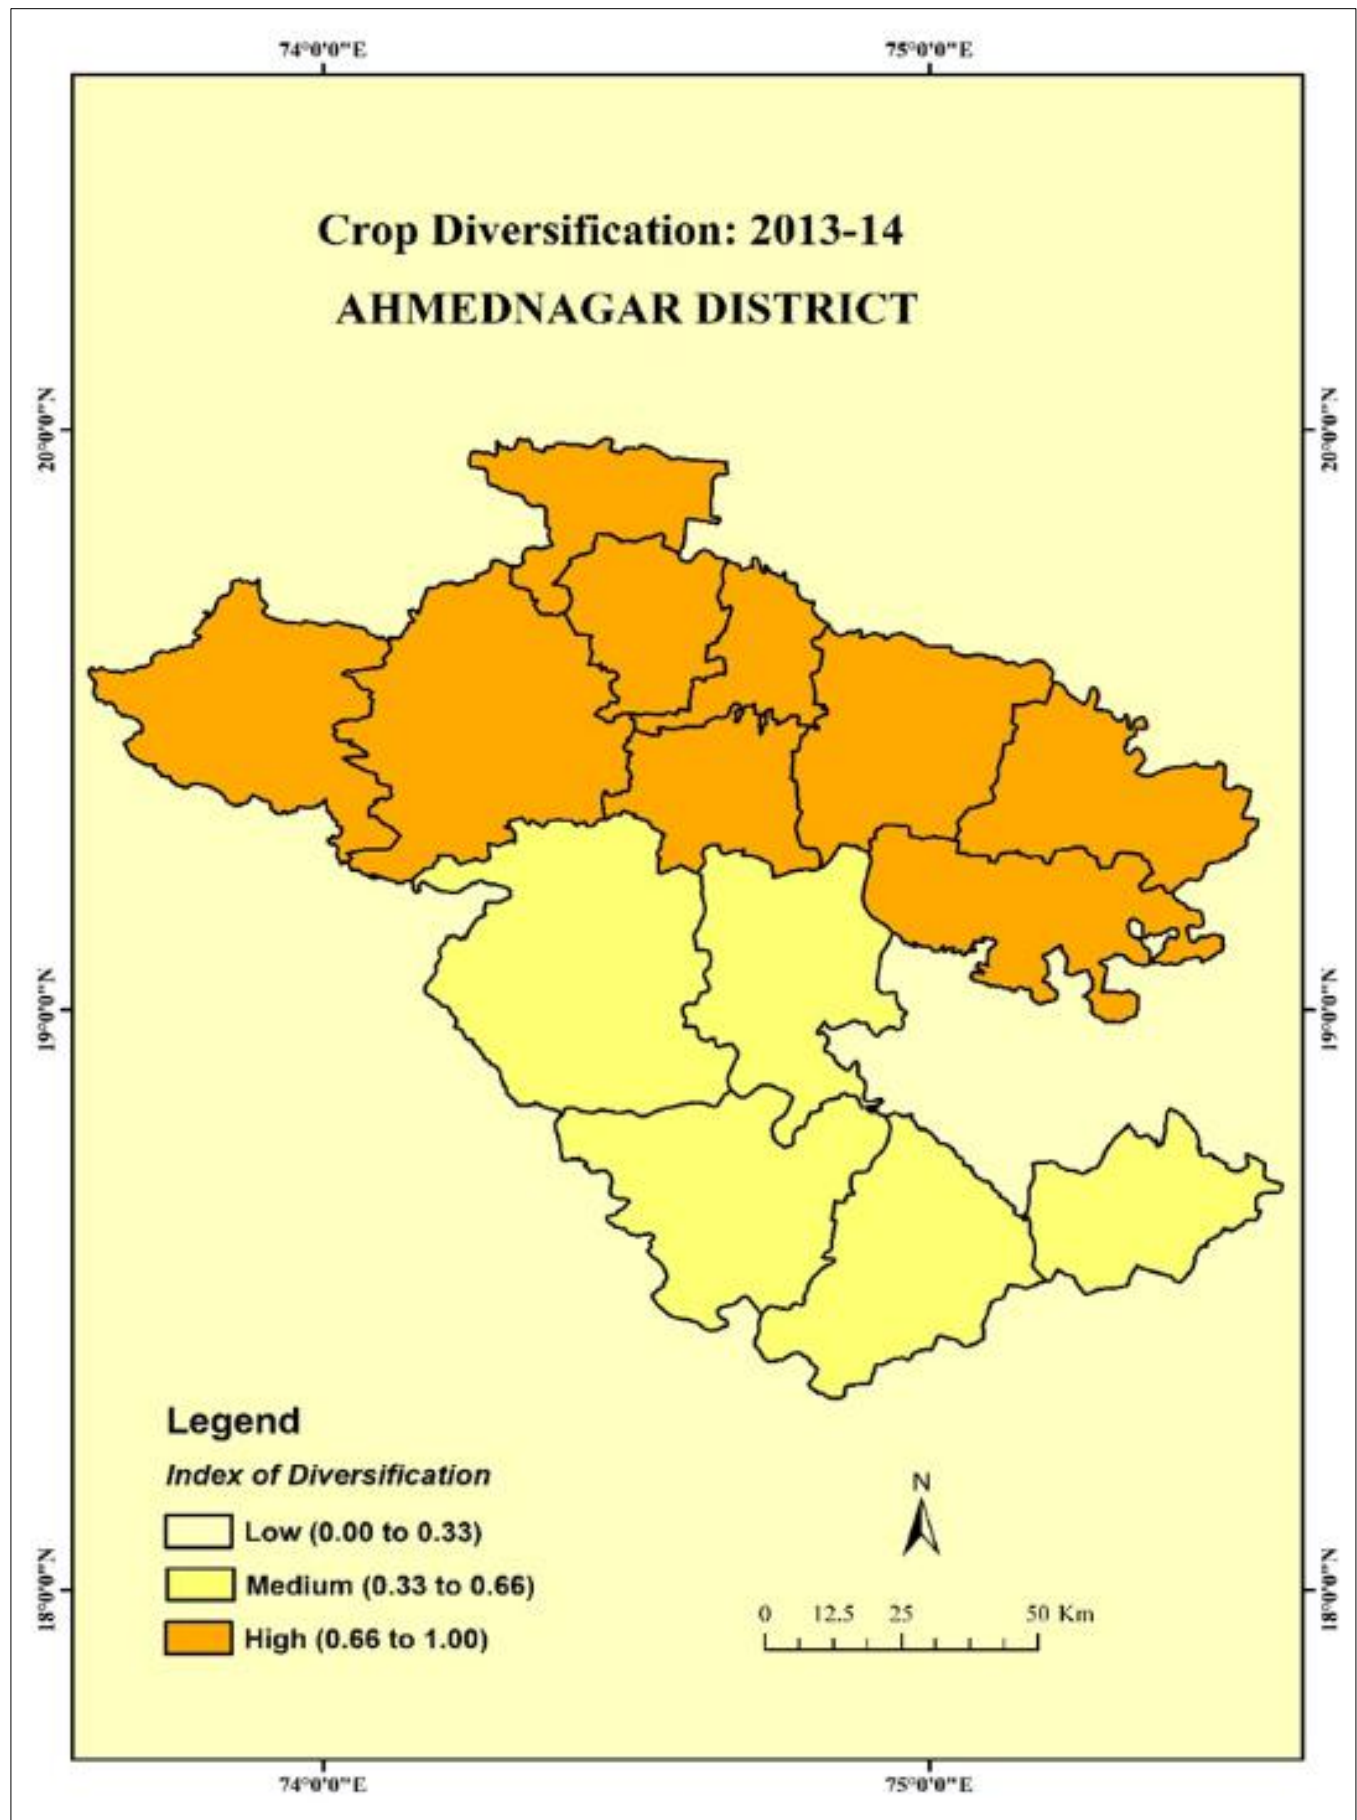 74°0'0"E 75°0'0"E
Crop Diversification: 2013-14
AHMEDNAGAR DISTRICT
20°0'0"N 20°0'0"N
19°0'0"N 19°0'0"N
Legend
Index of Diversification
Low (0.00 to 0.33)
Medium (0.33 to 0.66)
High (0.66 to 1.00)
N
18°0'0"N 18°0'0"N
0 12.5 25 50 Km
74°0'0"E 75°0'0"E